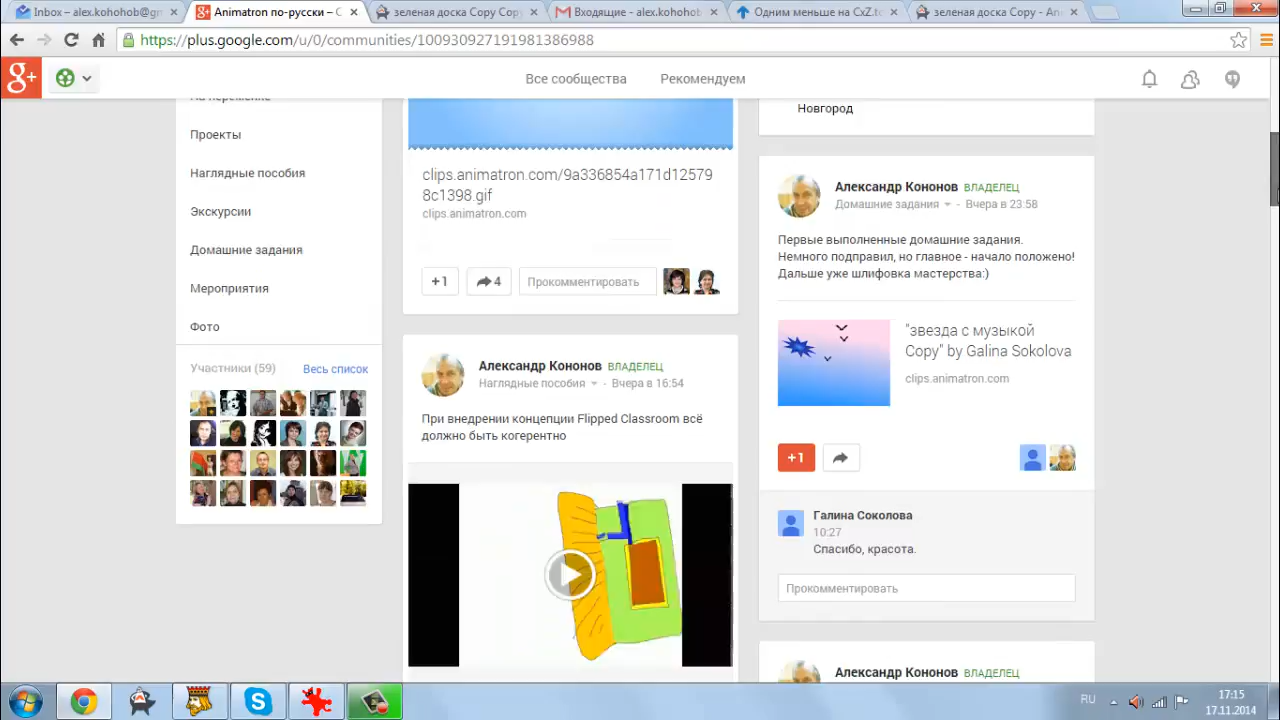 Inbox – alex.kohohob@gm
Animatron по-русски – С
зеленая доска Copy Copy
Входящие - alex.kohohob
Одним меньше на CxZ.to
зеленая доска Copy - Ani
https://plus.google.com/u/0/communities/100930927191981386988
g+
Все сообщества
Рекомендуем
На перемене
Проекты
Наглядные пособия
Экскурсии
Домашние задания
Мероприятия
Фото
Участники (59)
Весь список
clips.animatron.com/9a336854a171d12579
8c1398.gif
clips.animatron.com
+1
4
Прокомментировать
Александр Кононов ВЛАДЕЛЕЦ
Наглядные пособия - Вчера в 16:54
При внедрении концепции Flipped Classroom всё
должно быть когерентно
Новгород
Александр Кононов ВЛАДЕЛЕЦ
Домашние задания - Вчера в 23:58
Первые выполненные домашние задания.
Немного подправил, но главное - начало положено!
Дальше уже шлифовка мастерства:)
"звезда с музыкой
Copy" by Galina Sokolova
clips.animatron.com
+1
Галина Соколова
10:27
Спасибо, красота.
Прокомментировать
Александр Кононов ВЛАДЕЛЕЦ
RU
17:15
17.11.2014